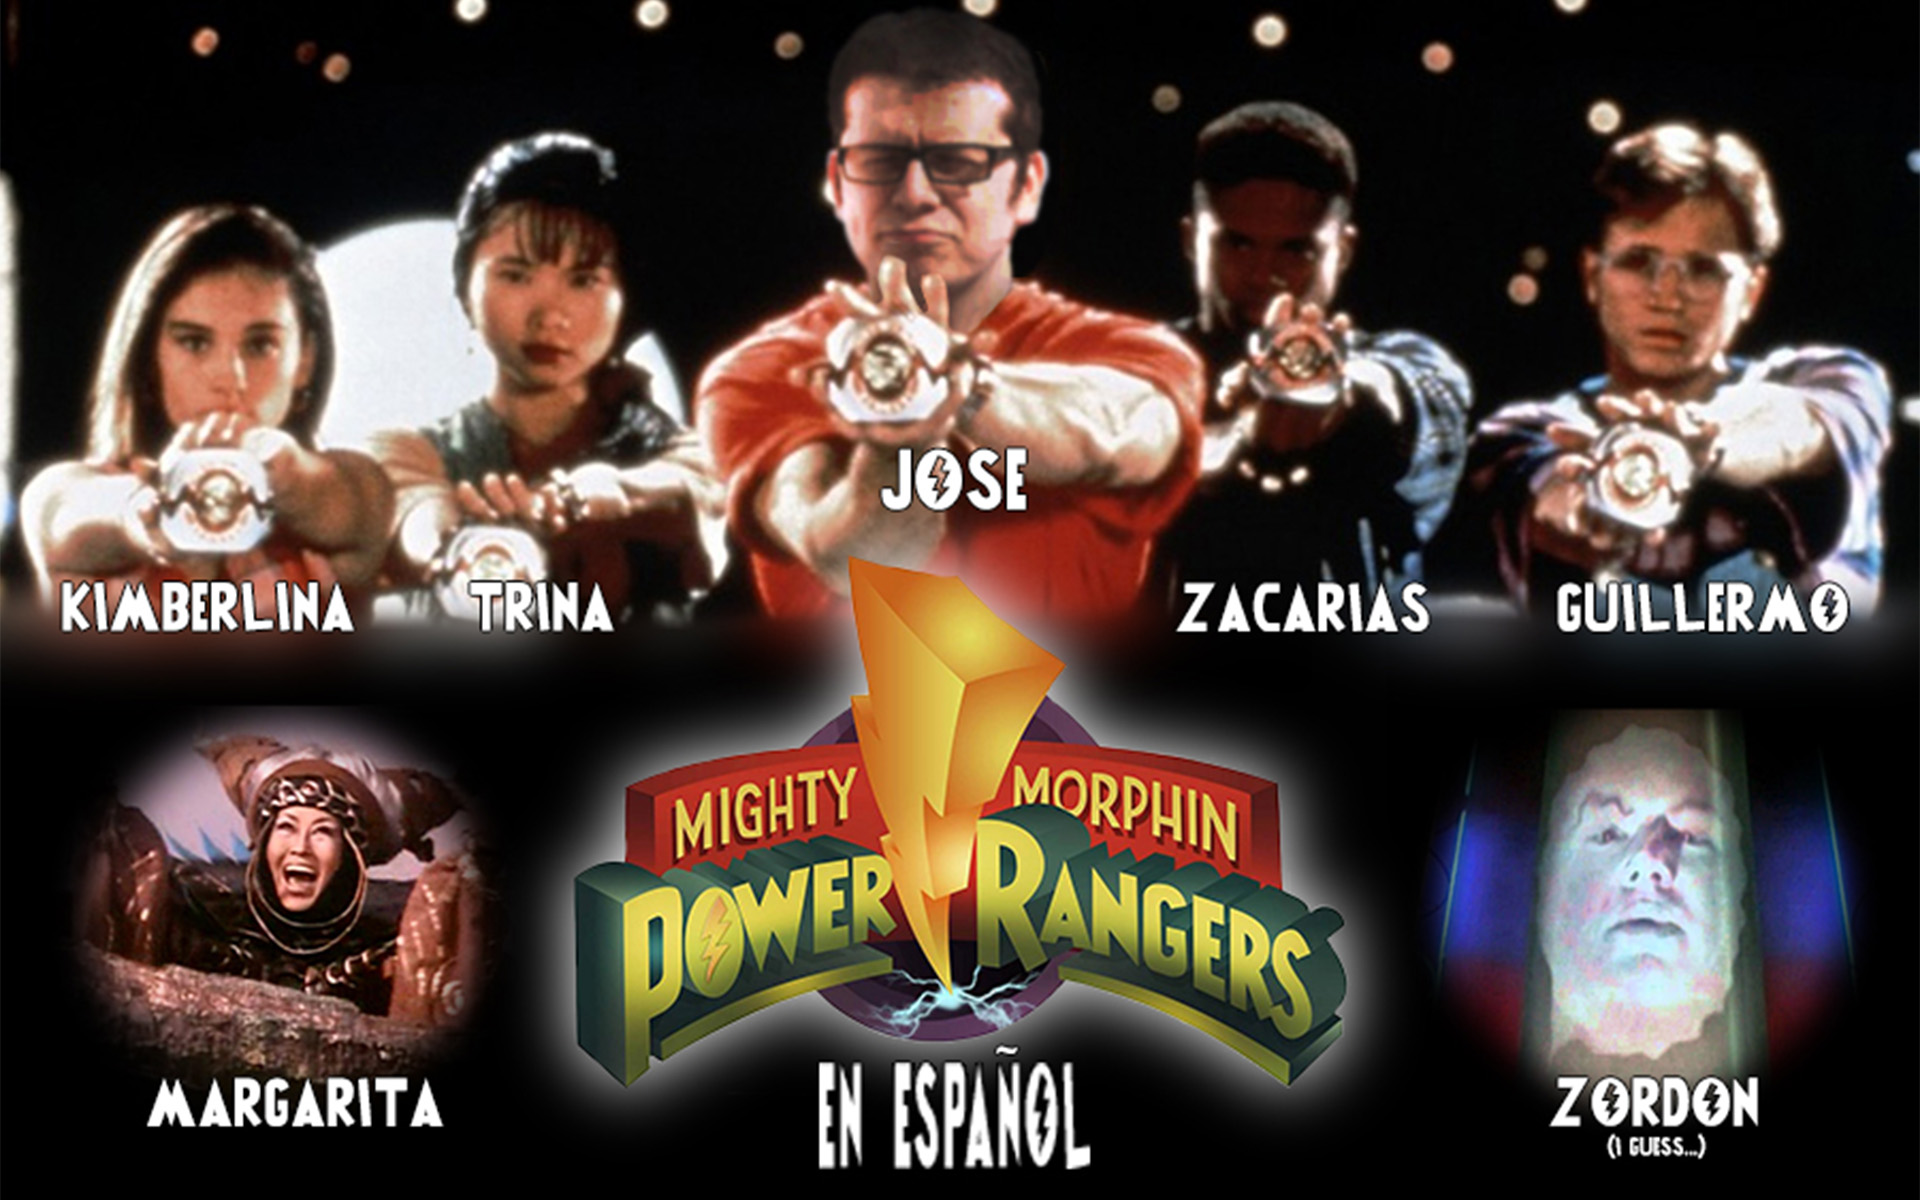 JOSE
KIMBERLINA
TRINA
ZACARIAS
GUILLERMO
MIGHTY MORPHIN
POWER RANGERS
EN ESPAÑOL
MARGARITA
ZORDON
(I GUESS...)